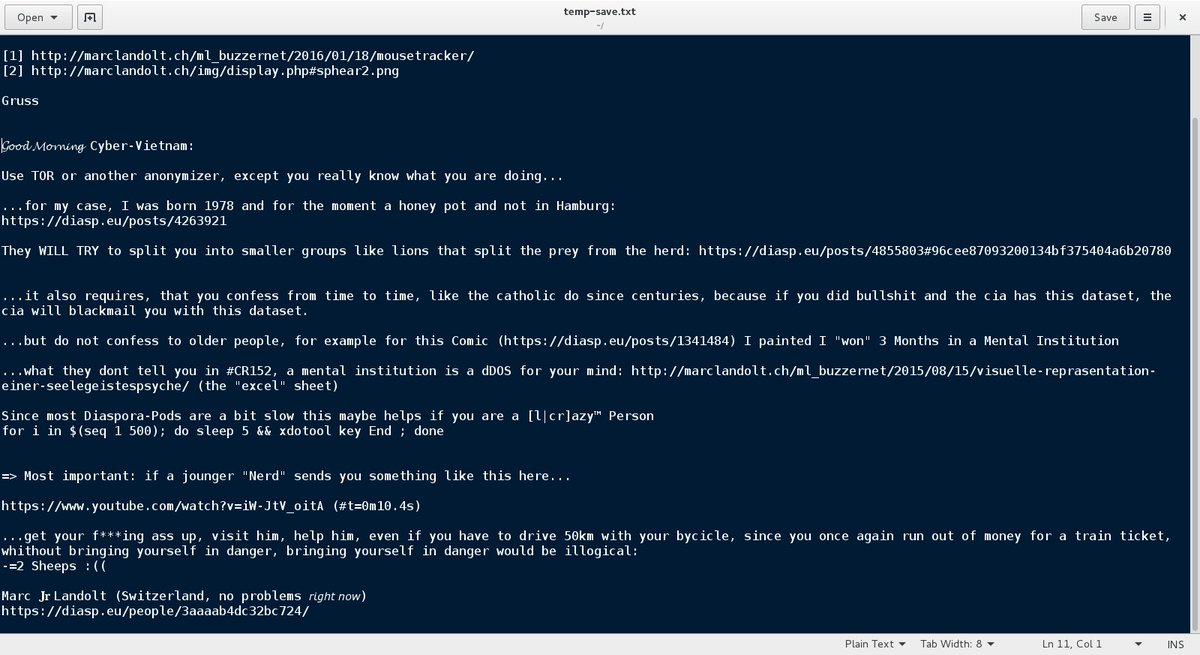 Open
temp-save.txt
~/
Save
[1] http://marclandolt.ch/ml_buzzernet/2016/01/18/mousetracker/
[2] http://marclandolt.ch/img/display.php#sphear2.png
Gruss
𝓖𝓸𝓸𝓭 𝓜𝓸𝓻𝓷𝓲𝓷𝓰 Cyber-Vietnam:
Use TOR or another anonymizer, except you really know what you are doing...
...for my case, I was born 1978 and for the moment a honey pot and not in Hamburg:
https://diasp.eu/posts/4263921
They WILL TRY to split you into smaller groups like lions that split the prey from the herd: https://diasp.eu/posts/4855803#96cee87093200134bf375404a6b20780
...it also requires, that you confess from time to time, like the catholic do since centuries, because if you did bullshit and the cia has this dataset, the
cia will blackmail you with this dataset.
...but do not confess to older people, for example for this Comic (https://diasp.eu/posts/1341484) I painted I "won" 3 Months in a Mental Institution
...what they dont tell you in #CR152, a mental institution is a dDOS for your mind: http://marclandolt.ch/ml_buzzernet/2015/08/15/visuelle-reprasentation-
einer-seelegeistespsyche/ (the "excel" sheet)
Since most Diaspora-Pods are a bit slow this maybe helps if you are a [l|cr]azy™ Person
for i in $(seq 1 500); do sleep 5 && xdotool key End ; done
=> Most important: if a jounger "Nerd" sends you something like this here...
https://www.youtube.com/watch?v=iW-JtV_oitA (#t=0m10.4s)
...get your f***ing ass up, visit him, help him, even if you have to drive 50km with your bycicle, since you once again run out of money for a train ticket,
whithout bringing yourself in danger, bringing yourself in danger would be illogical:
-=2 Sheeps :((
Marc 𝐉𝐫 Landolt (Switzerland, no problems 𝘳𝘪𝘨𝘩𝘵 𝘯𝘰𝘸)
https://diasp.eu/people/3aaaab4dc32bc724/
Plain Text
Tab Width: 8
Ln 11, Col 1
INS